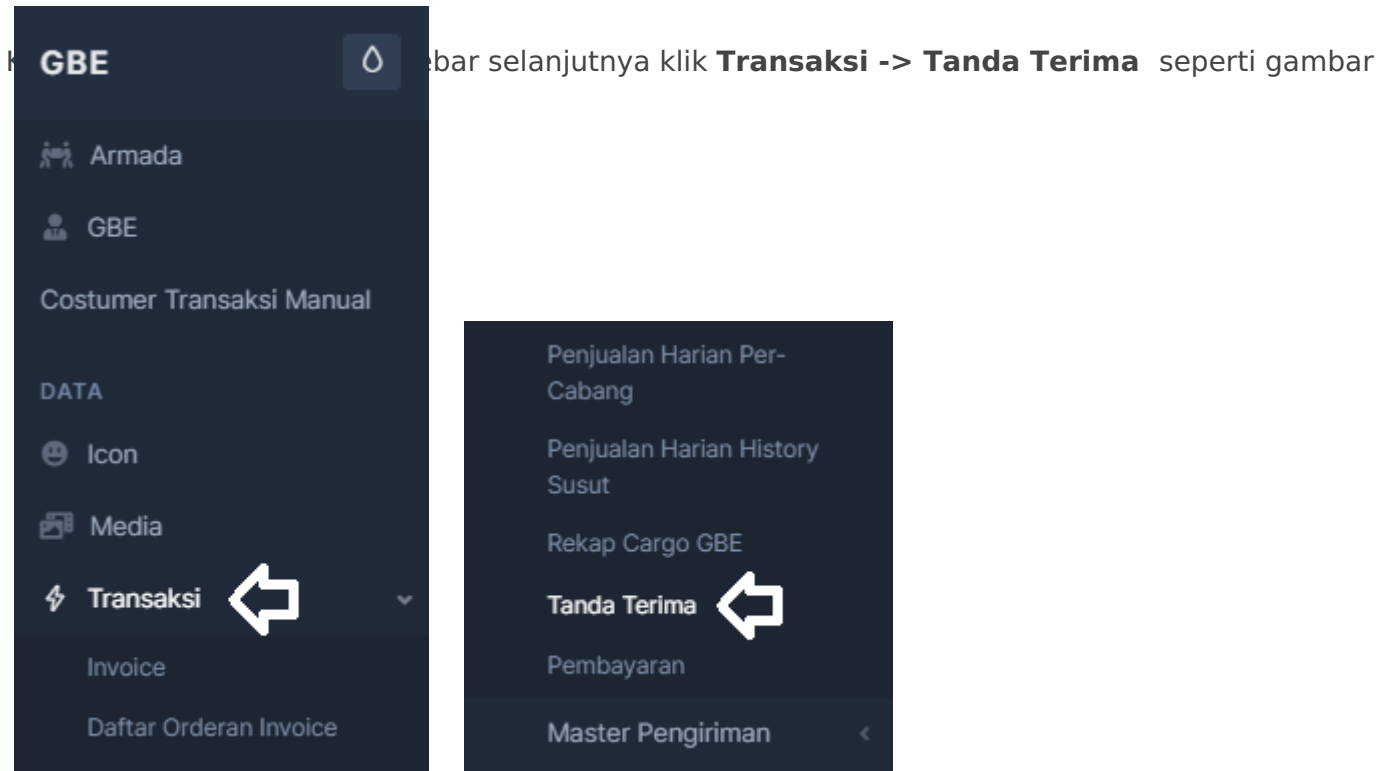 ebar selanjutnya klik Transaksi -> Tanda Terima seperti gambar
GBE
Armada
GBE
Costumer Transaksi Manual
DATA
Icon
Media
Transaksi
Invoice
Daftar Orderan Invoice
Penjualan Harian Per-
Cabang
Penjualan Harian History
Susut
Rekap Cargo GBE
Tanda Terima
Pembayaran
Master Pengiriman